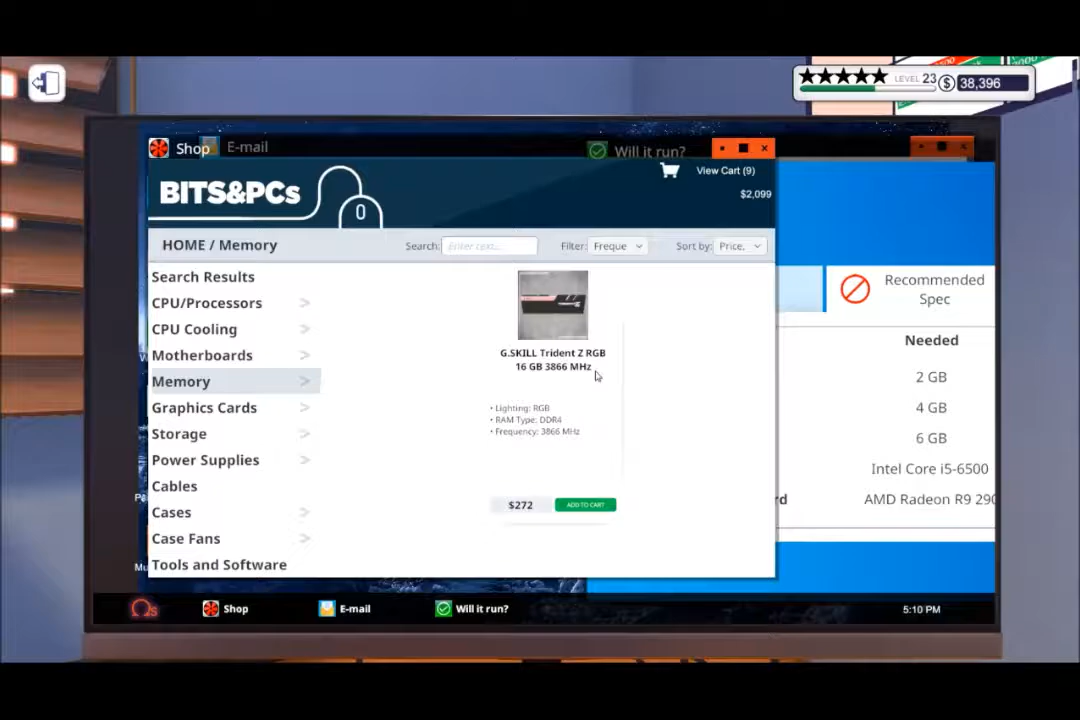 LEVEL 23
$ 38,396
Shop
E-mail
Will it run?
View Cart (9)
$2,099
BITS&PCs
HOME / Memory
Search: Enter text...
Filter: Freque
Sort by: Price,
Search Results
CPU/Processors
CPU Cooling
Motherboards
Memory
Graphics Cards
Storage
Power Supplies
Cables
Cases
Case Fans
Tools and Software
G.SKILL Trident Z RGB
16 GB 3866 MHz
• Lighting: RGB
• RAM Type: DDR4
• Frequency: 3866 MHz
$272
ADD TO CART
Recommended
Spec
Needed
2 GB
4 GB
6 GB
Intel Core i5-6500
rd
AMD Radeon R9 290
Ωs
Shop
E-mail
Will it run?
5:10 PM